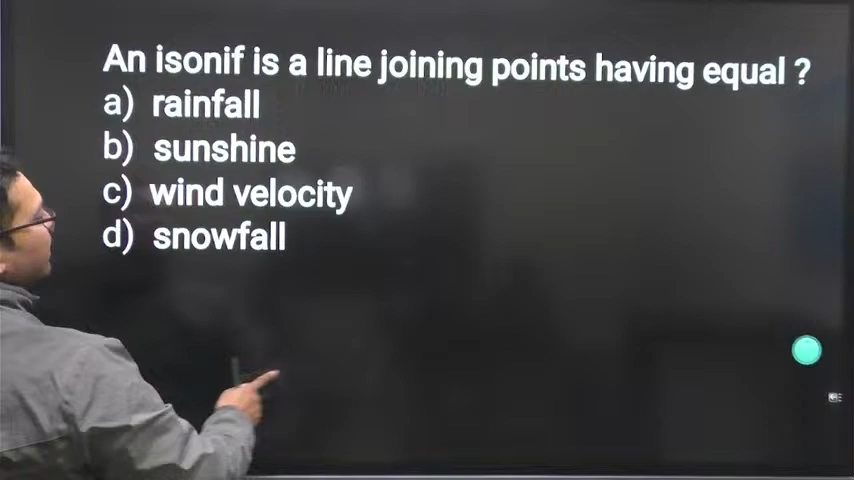 An isonif is a line joining points having equal ?
a) rainfall
b) sunshine
c) wind velocity
d) snowfall